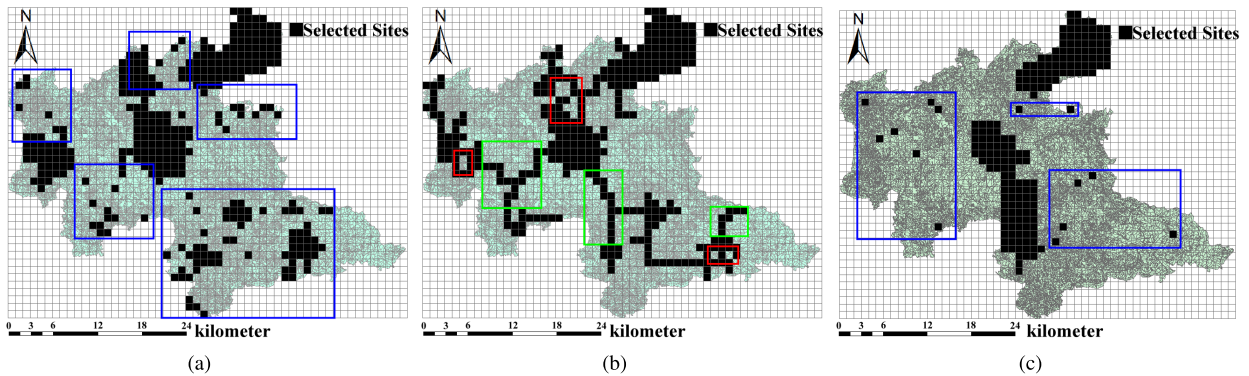 N
Selected Sites
0 3 6 12 18 24
kilometer
(a)
N
Selected Sites
0 3 6 12 18 24
kilometer
(b)
N
Selected Sites
0 3 6 12 18 24
kilometer
(c)